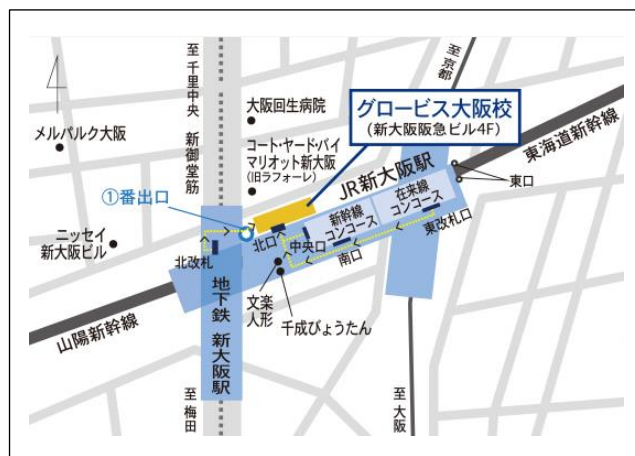 至千里中央
新御堂筋
大阪回生病院
至京都
グロービス大阪校
(新大阪阪急ビル4F)
メルパルク大阪
コート・ヤード・バイ
マリオット新大阪
(旧ラフォーレ)
東海道新幹線
JR新大阪駅
①番出口
東口
新幹線
コンコース
在来線
コンコース
北口
中央口
東改札口
ニッセイ
新大阪ビル
北改札
南口
文楽
人形
千成びょうたん
地下鉄 新大阪駅
山陽新幹線
至梅田
至大阪